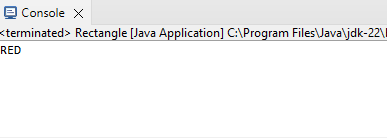 Console
<terminated> Rectangle [Java Application] C:\Program Files\Java\jdk-22\
RED